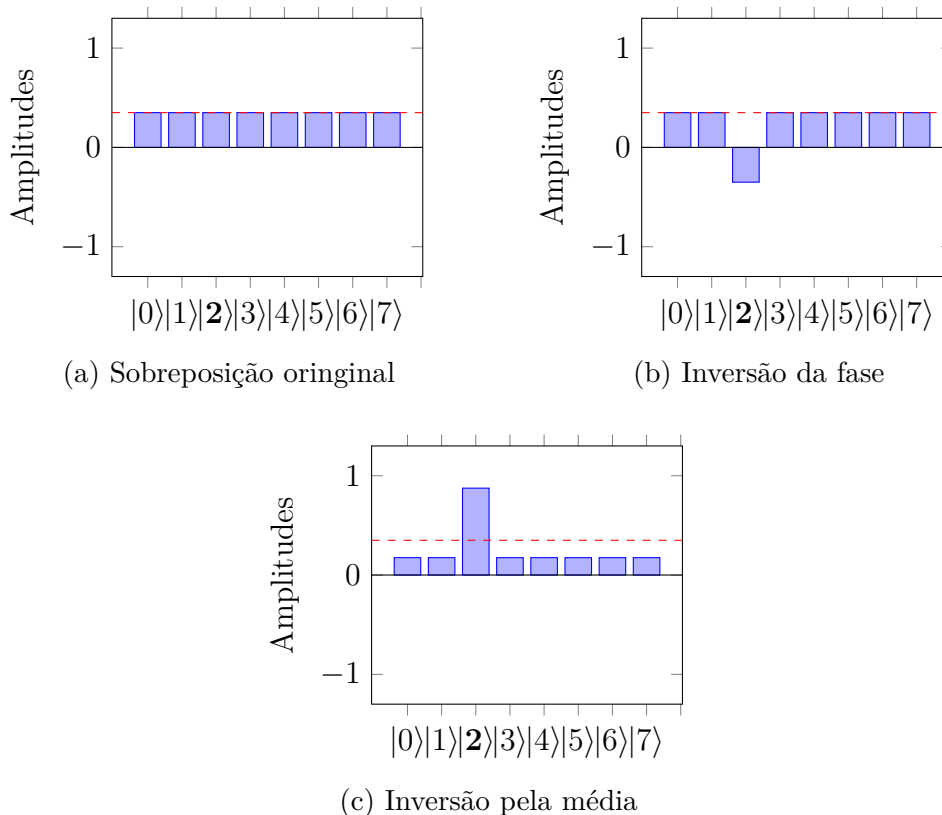 1
0
−1
Amplitudes
|0⟩|1⟩|2⟩|3⟩|4⟩|5⟩|6⟩|7⟩
(a) Sobreposição oringinal
1
0
−1
Amplitudes
|0⟩|1⟩|2⟩|3⟩|4⟩|5⟩|6⟩|7⟩
(b) Inversão da fase
1
0
−1
Amplitudes
|0⟩|1⟩|2⟩|3⟩|4⟩|5⟩|6⟩|7⟩
(c) Inversão pela média